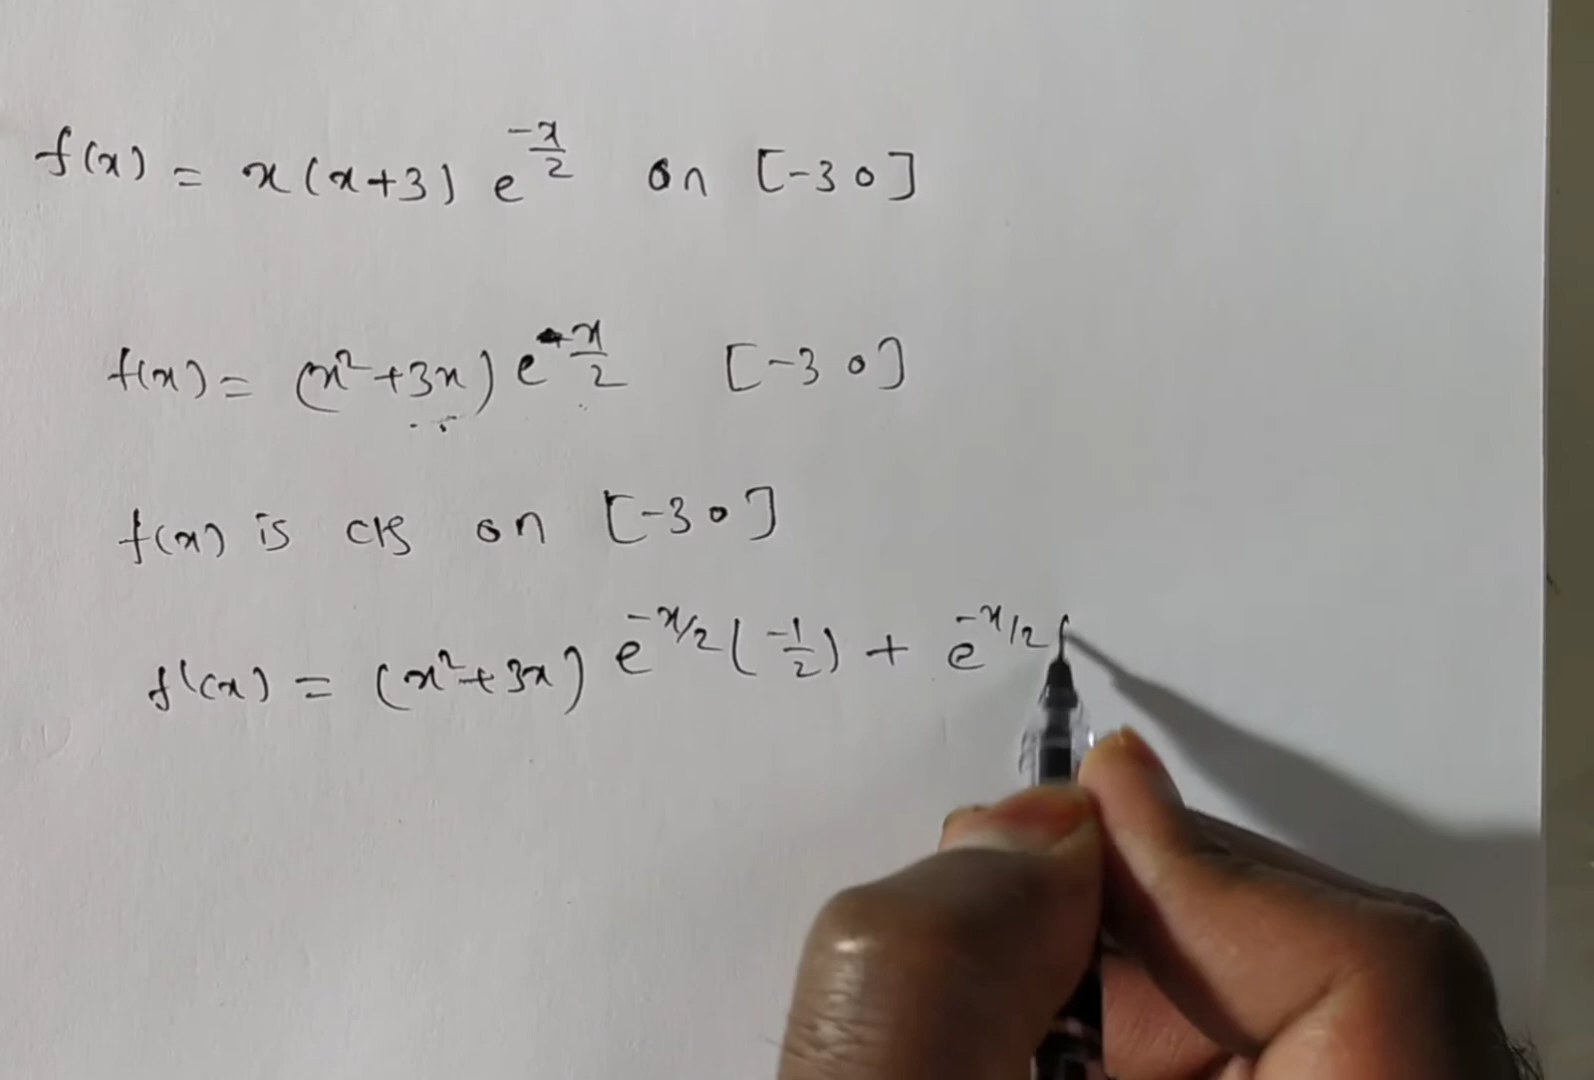 f(x) = x(x+3) e^{-x/2} on [-3 0]
f(x) = (x²+3x) e^{-x/2} [-3 0]
f(x) is cts on [-3 0]
f'(x) = (x²+3x) e^{-x/2} (-1/2) + e^{-x/2} (